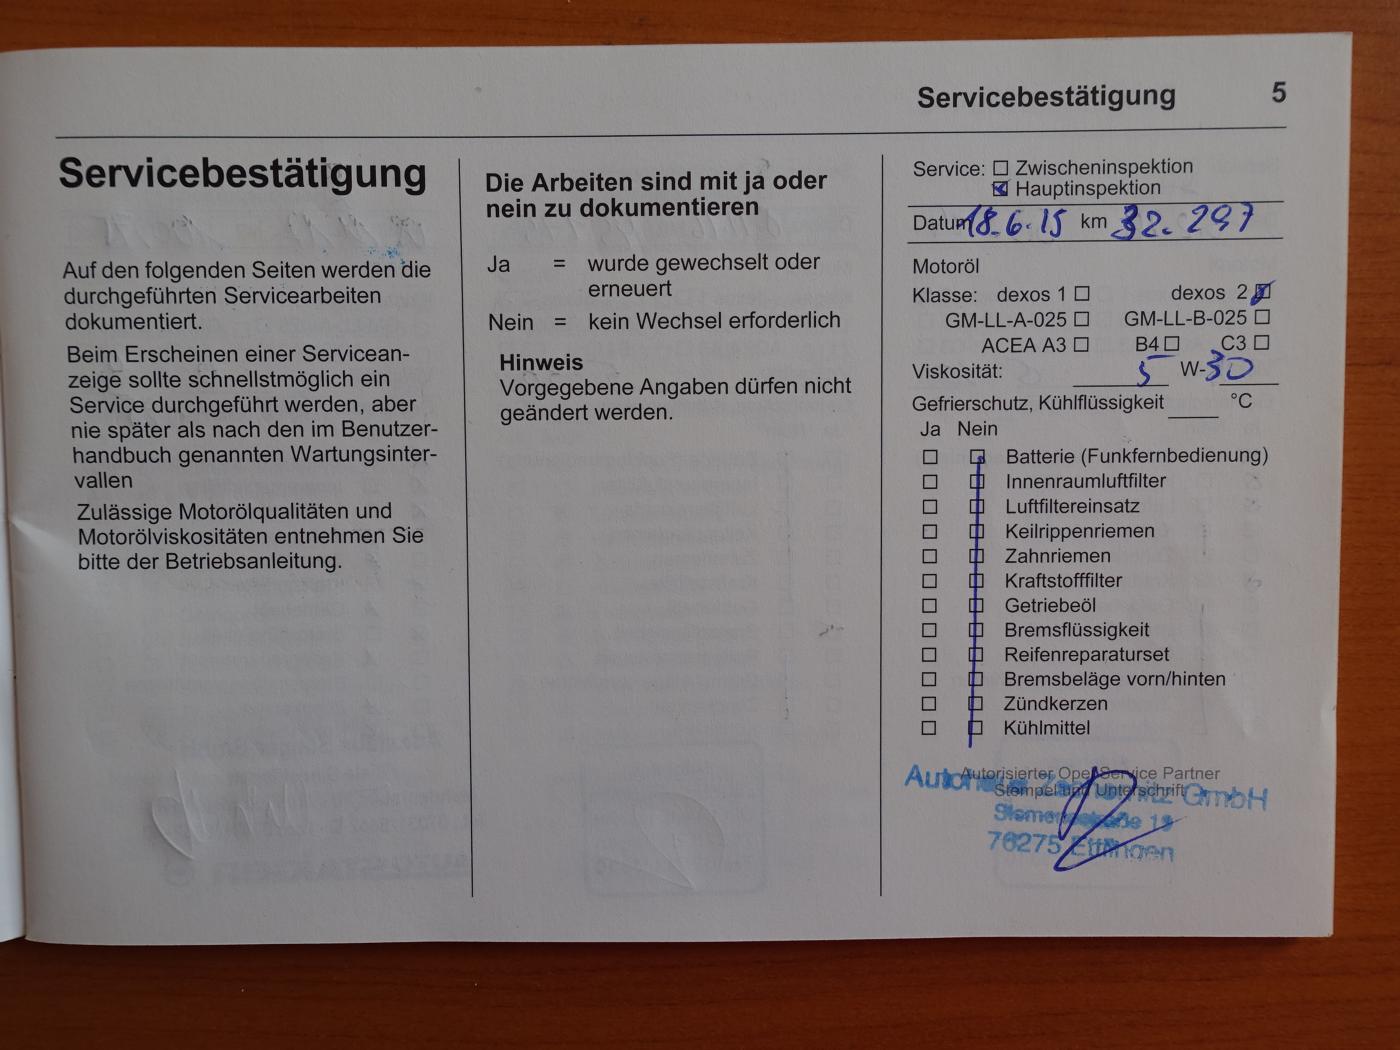 Servicebestätigung 5
Servicebestätigung
Auf den folgenden Seiten werden die
durchgeführten Servicearbeiten
dokumentiert.
Beim Erscheinen einer Servicean-
zeige sollte schnellstmöglich ein
Service durchgeführt werden, aber
nie später als nach den im Benutzer-
handbuch genannten Wartungsinter-
vallen
Zulässige Motorölqualitäten und
Motorölviskositäten entnehmen Sie
bitte der Betriebsanleitung.
Die Arbeiten sind mit ja oder
nein zu dokumentieren
Ja = wurde gewechselt oder
erneuert
Nein = kein Wechsel erforderlich
Hinweis
Vorgegebene Angaben dürfen nicht
geändert werden.
Service: ☐ Zwischeninspektion
☒ Hauptinspektion
Datum 18.6.15 km 32.297
Motoröl
Klasse: dexos 1 ☐ dexos 2 ☒
GM-LL-A-025 ☐ GM-LL-B-025 ☐
ACEA A3 ☐ B4 ☐ C3 ☐
Viskosität: 5 W-30
Gefrierschutz, Kühlflüssigkeit ____ °C
Ja Nein
☐ ☐ Batterie (Funkfernbedienung)
☐ ☐ Innenraumluftfilter
☐ ☐ Luftfiltereinsatz
☐ ☐ Keilrippenriemen
☐ ☐ Zahnriemen
☐ ☐ Kraftstofffilter
☐ ☐ Getriebeöl
☐ ☐ Bremsflüssigkeit
☐ ☐ Reifenreparaturset
☐ ☐ Bremsbeläge vorn/hinten
☐ ☐ Zündkerzen
☐ ☐ Kühlmittel
Autorisierter Opel Service Partner
Stempel und Unterschrift
Autohaus GmbH
76275 Ettlingen